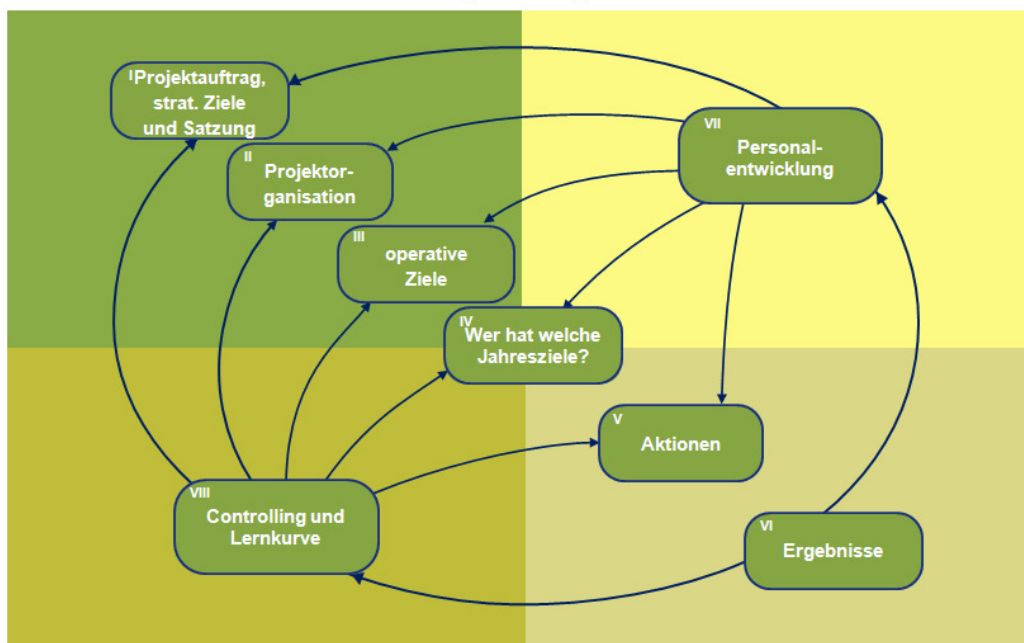 I
Projektauftrag,
strat. Ziele
und Satzung
II
Projektor-
ganisation
III
operative
Ziele
IV
Wer hat welche
Jahresziele?
V
Aktionen
VI
Ergebnisse
VII
Personal-
entwicklung
VIII
Controlling und
Lernkurve